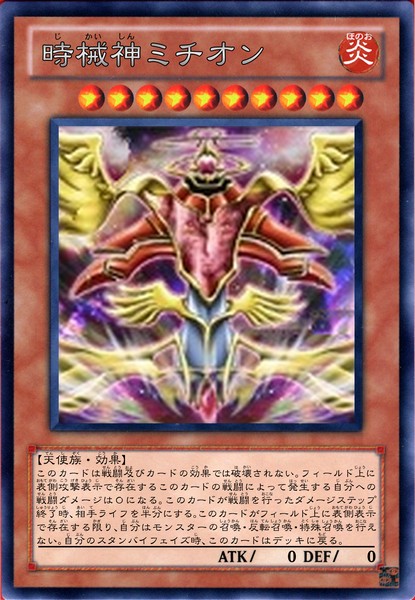 時械神ミチオン
じかいしん
炎
ほのお
【天使族・効果】
このカードは戦闘及びカードの効果では破壊されない。フィールド上に
表側攻撃表示で存在するこのカードの戦闘によって発生する自分への
戦闘ダメージは0になる。このカードが戦闘を行ったダメージステップ
終了時、相手ライフを半分にする。このカードがフィールド上に表側表示
で存在する限り、自分はモンスターの召喚・反転召喚・特殊召喚を行え
ない。自分のスタンバイフェイズ時、このカードはデッキに戻る。
ATK/ 0 DEF/ 0